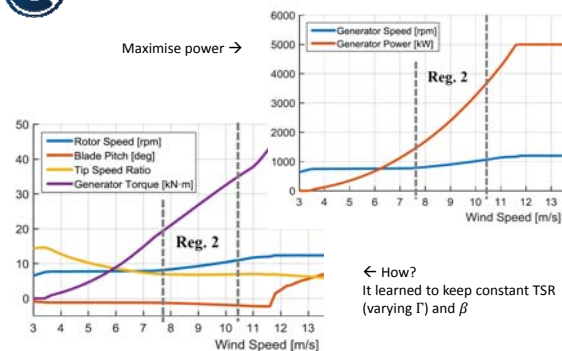 Maximise power →
6000
5000
4000
3000
2000
1000
0
Generator Speed [rpm]
Generator Power [kW]
Reg. 2
3 4 5 6 7 8 9 10 11 12 13
Wind Speed [m/s]
50
40
30
20
10
0
Rotor Speed [rpm]
Blade Pitch [deg]
Tip Speed Ratio
Generator Torque [kN·m]
Reg. 2
3 4 5 6 7 8 9 10 11 12 13
Wind Speed [m/s]
← How?
It learned to keep constant TSR
(varying Γ) and β